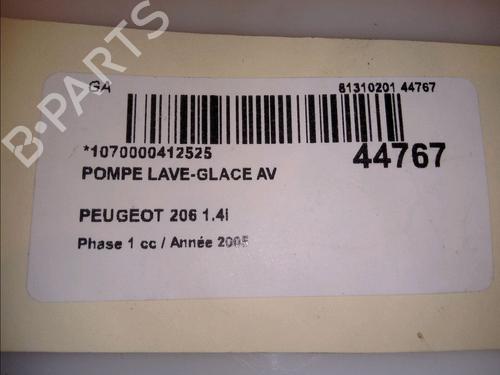 B-PARTS
GA
81310201 44767
*1070000412525
44767
POMPE LAVE-GLACE AV
PEUGEOT 206 1.4i
Phase 1 cc / Année 2005